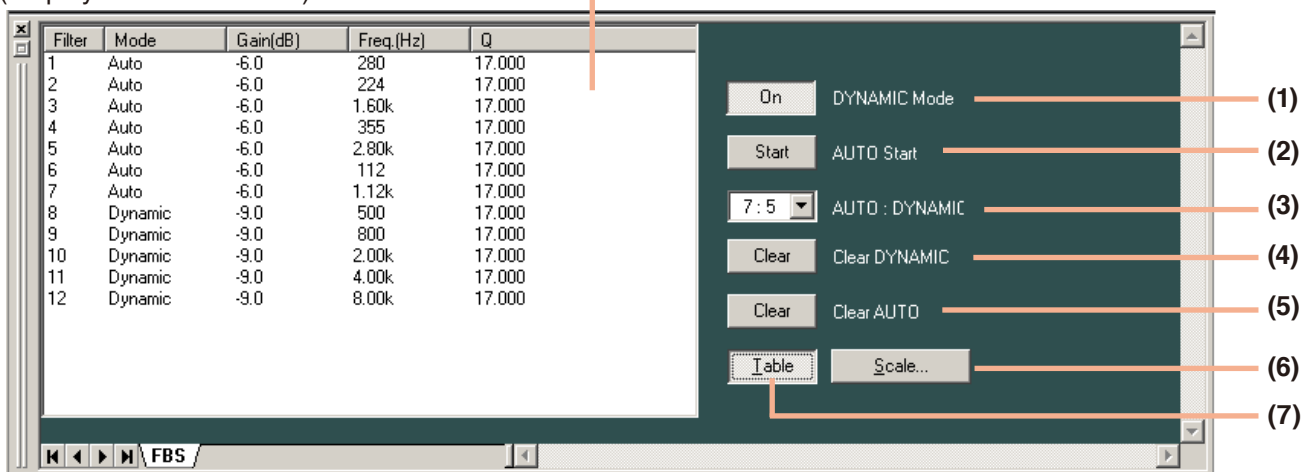 Filter Mode Gain(dB) Freq.(Hz) Q
1 Auto -6.0 280 17.000
2 Auto -6.0 224 17.000
3 Auto -6.0 1.60k 17.000
4 Auto -6.0 355 17.000
5 Auto -6.0 2.80k 17.000
6 Auto -6.0 112 17.000
7 Auto -6.0 1.12k 17.000
8 Dynamic -9.0 500 17.000
9 Dynamic -9.0 800 17.000
10 Dynamic -9.0 2.00k 17.000
11 Dynamic -9.0 4.00k 17.000
12 Dynamic -9.0 8.00k 17.000
On DYNAMIC Mode (1)
Start AUTO Start (2)
7 : 5 AUTO : DYNAMIC (3)
Clear Clear DYNAMIC (4)
Clear Clear AUTO (5)
Table Scale... (6)
(7)
FBS